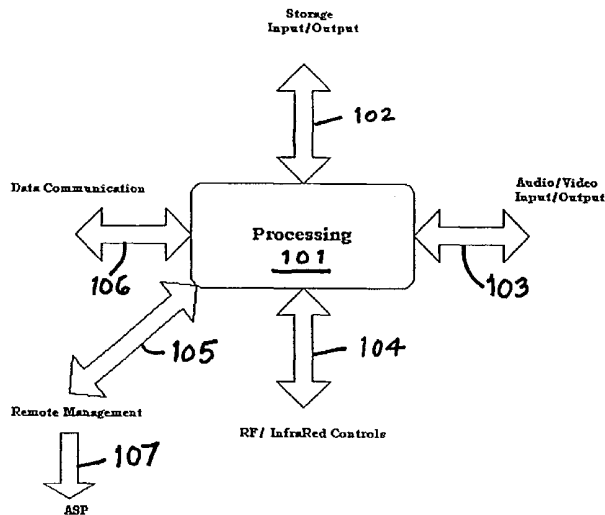 Storage
Input/Output
102
Data Communication
Audio/Video
Input/Output
Processing
101
106
103
105
104
Remote Management
RF/ InfraRed Controls
107
ASP